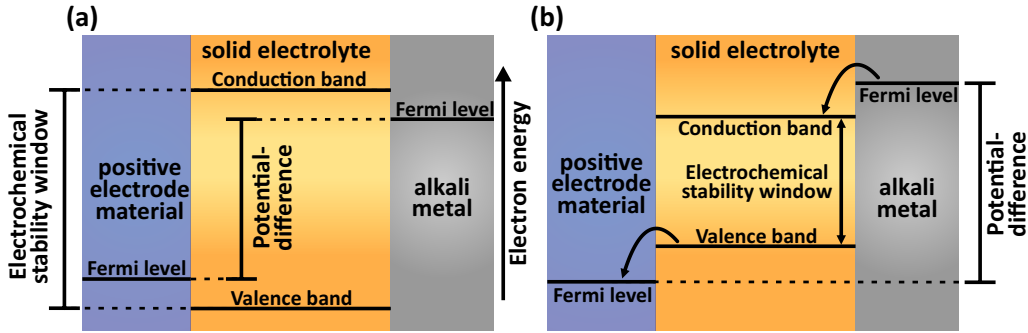 (a)
solid electrolyte
Conduction band
Fermi level
Electrochemical
stability window
positive
electrode
material
Potential-
difference
alkali
metal
Fermi level
Valence band
Electron energy
(b)
solid electrolyte
Fermi level
Conduction band
positive
electrode
material
Electrochemical
stability window
alkali
metal
Potential-
difference
Valence band
Fermi level